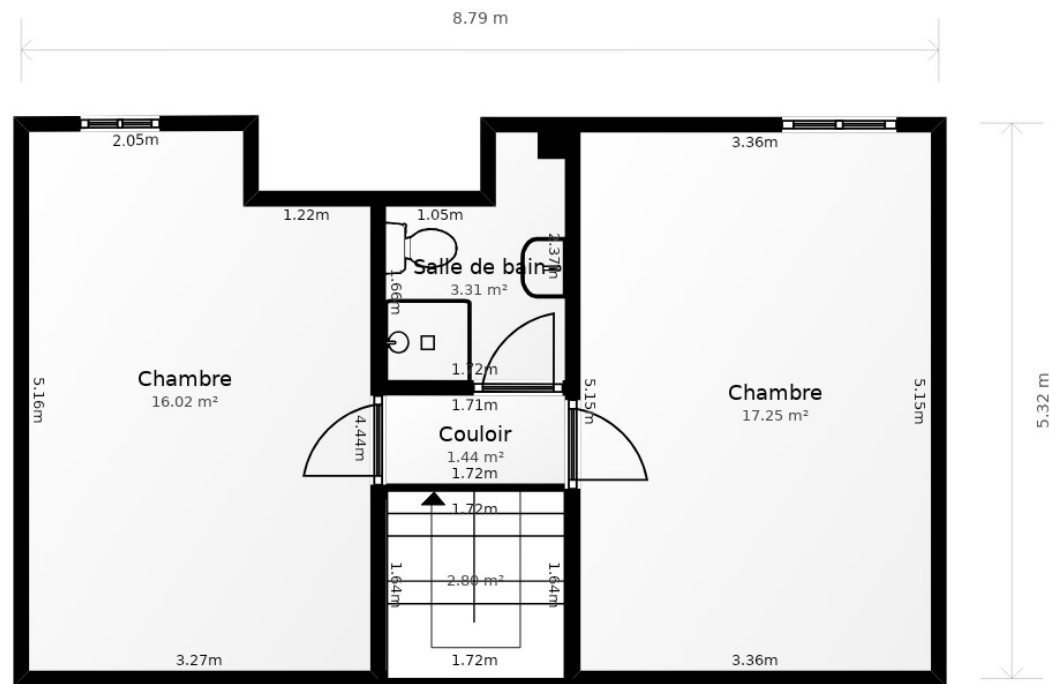 8.79 m
2.05m
3.36m
1.22m
1.05m
2.37m
Salle de bain
3.31 m²
1.66m
1.72m
Chambre
16.02 m²
5.16m
5.15m
Chambre
17.25 m²
5.15m
5.32 m
1.71m
4.44m
Couloir
1.44 m²
1.72m
1.72m
1.64m
2.80 m²
1.64m
3.27m
1.72m
3.36m